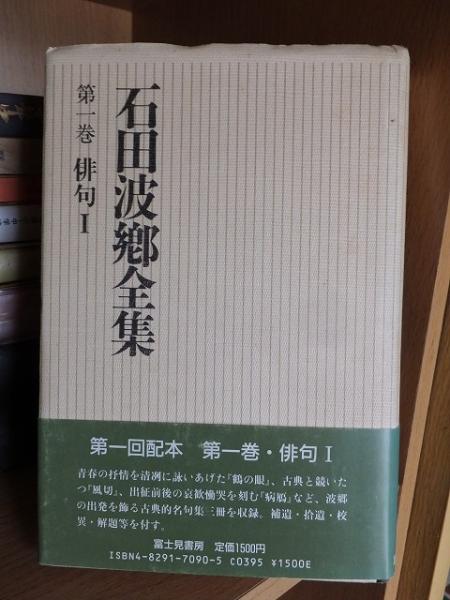 石田波郷全集
第一巻 俳句Ⅰ
第一回配本 第一巻・俳句Ⅰ
青春の抒情を清冽に詠いあげた『鶴の眼』、古典と競いた
つ『風切』、出征前後の哀歓慟哭を刻む『病鴈』など、波郷
の出発を飾る古典的名句集三冊を収録。補遺・拾遺・校
異・解題等を付す。
富士見書房 定価1500円
ISBN4-8291-7090-5 C0395 ¥1500E